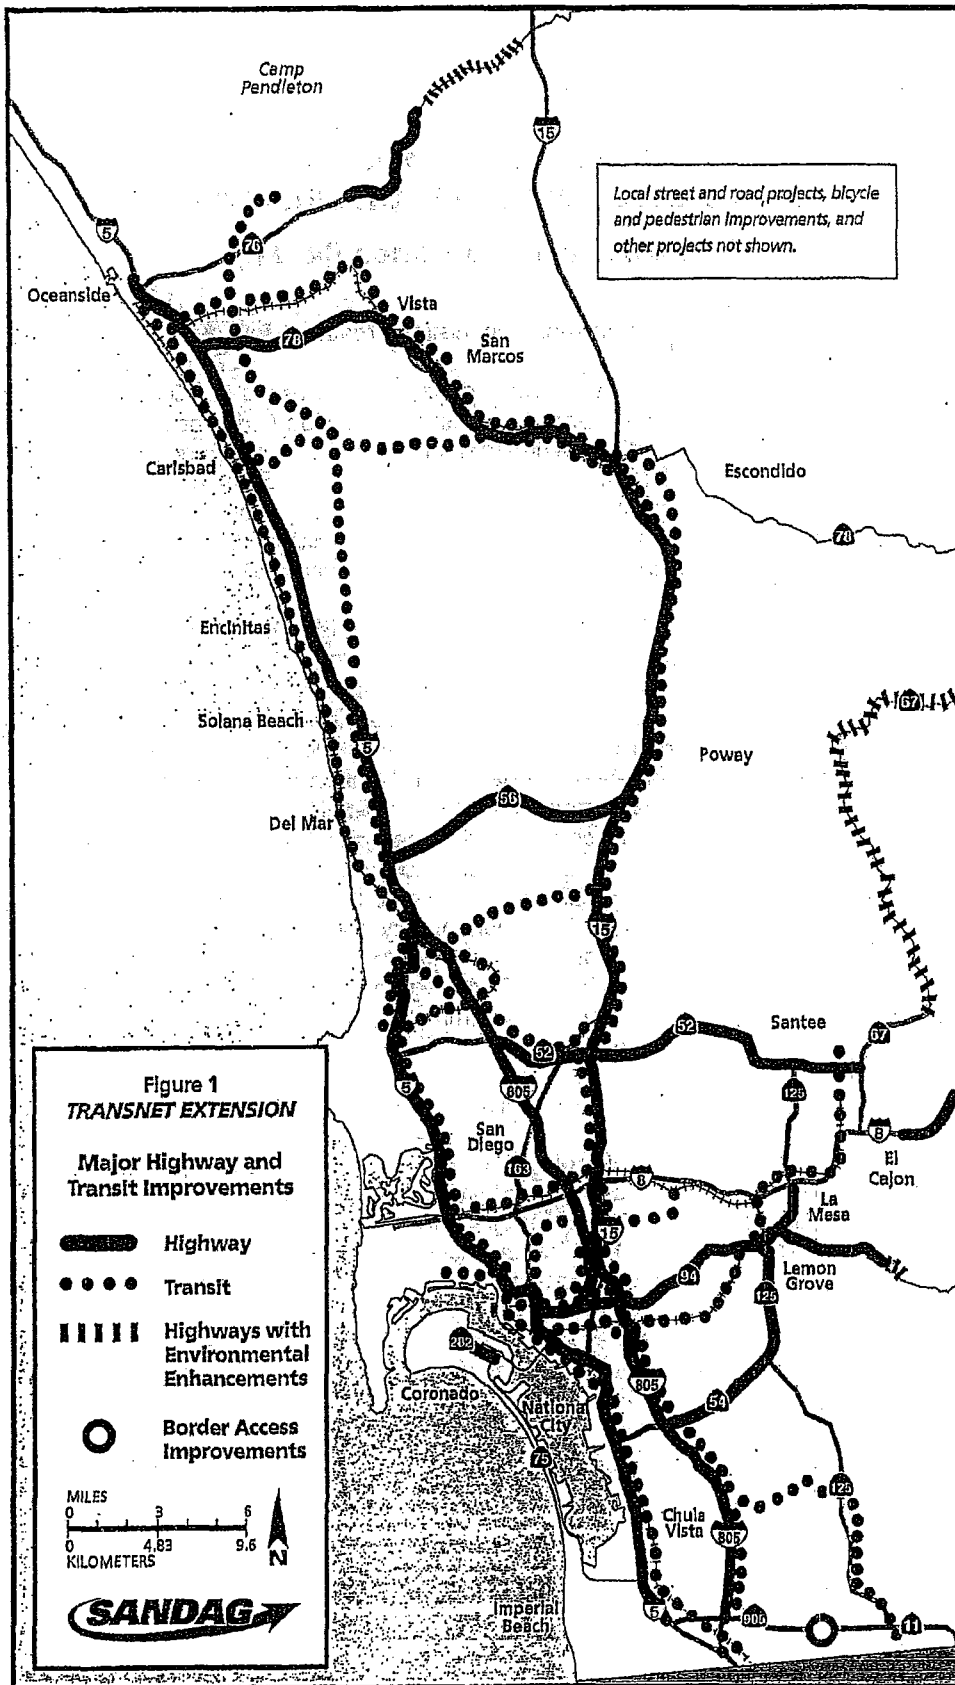 Camp
Pendleton
15
Local street and road projects, bicycle
and pedestrian improvements, and
other projects not shown.
5
76
Oceanside
Vista
78
San
Marcos
Carlsbad
Escondido
78
Encinitas
67
Solana Beach
5
Poway
56
Del Mar
15
Santee
52
67
52
Figure 1
TRANSNET EXTENSION
Major Highway and
Transit Improvements
Highway
Transit
Highways with
Environmental
Enhancements
Border Access
Improvements
MILES
0 3 6
0 4.83 9.6
KILOMETERS
N
SANDAG
5
805
125
8
San
Diego
El
Cajon
163
8
La
Mesa
15
94
Lemon
Grove
125
282
Coronado
805
54
National
City
75
125
Chula
Vista
805
Imperial
Beach
5
905
11